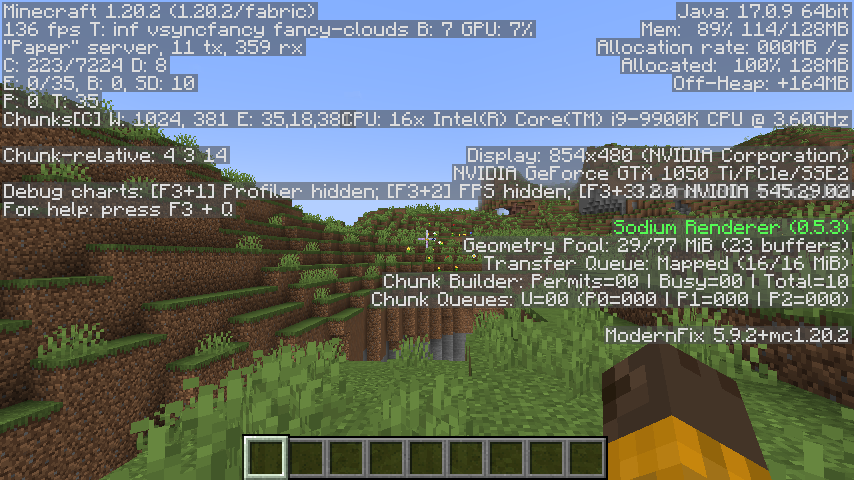 Minecraft 1.20.2 (1.20.2/fabric)
136 fps T: inf vsyncfancy fancy-clouds B: 7 GPU: 7%
"Paper" server, 11 tx, 359 rx
C: 223/7224 D: 8
E: 0/35, B: 0, SD: 10
P: 0. T: 35
Chunks[C] W: 1024, 381 E: 35,18,38
Chunk-relative: 4 3 14
Debug charts: [F3+1] Profiler hidden; [F3+2] FPS hidden; [F3+3
For help: press F3 + Q
Java: 17.0.9 64bit
Mem: 89% 114/128MB
Allocation rate: 000MB /s
Allocated: 100% 128MB
Off-Heap: +164MB
CPU: 16x Intel(R) Core(TM) i9-9900K CPU @ 3.60GHz
Display: 854x480 (NVIDIA Corporation)
NVIDIA GeForce GTX 1050 Ti/PCIe/SSE2
NVIDIA 545.29.02
Sodium Renderer (0.5.3)
Geometry Pool: 29/77 MiB (23 buffers)
Transfer Queue: Mapped (16/16 MiB)
Chunk Builder: Permits=00 | Busy=00 | Total=10
Chunk Queues: U=00 (P0=000 | P1=000 | P2=000)
ModernFix 5.9.2+mc1.20.2